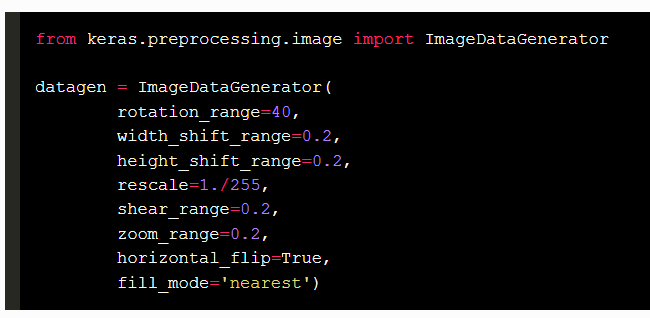 from keras.preprocessing.image import ImageDataGenerator
datagen = ImageDataGenerator(
        rotation_range=40,
        width_shift_range=0.2,
        height_shift_range=0.2,
        rescale=1./255,
        shear_range=0.2,
        zoom_range=0.2,
        horizontal_flip=True,
        fill_mode='nearest')